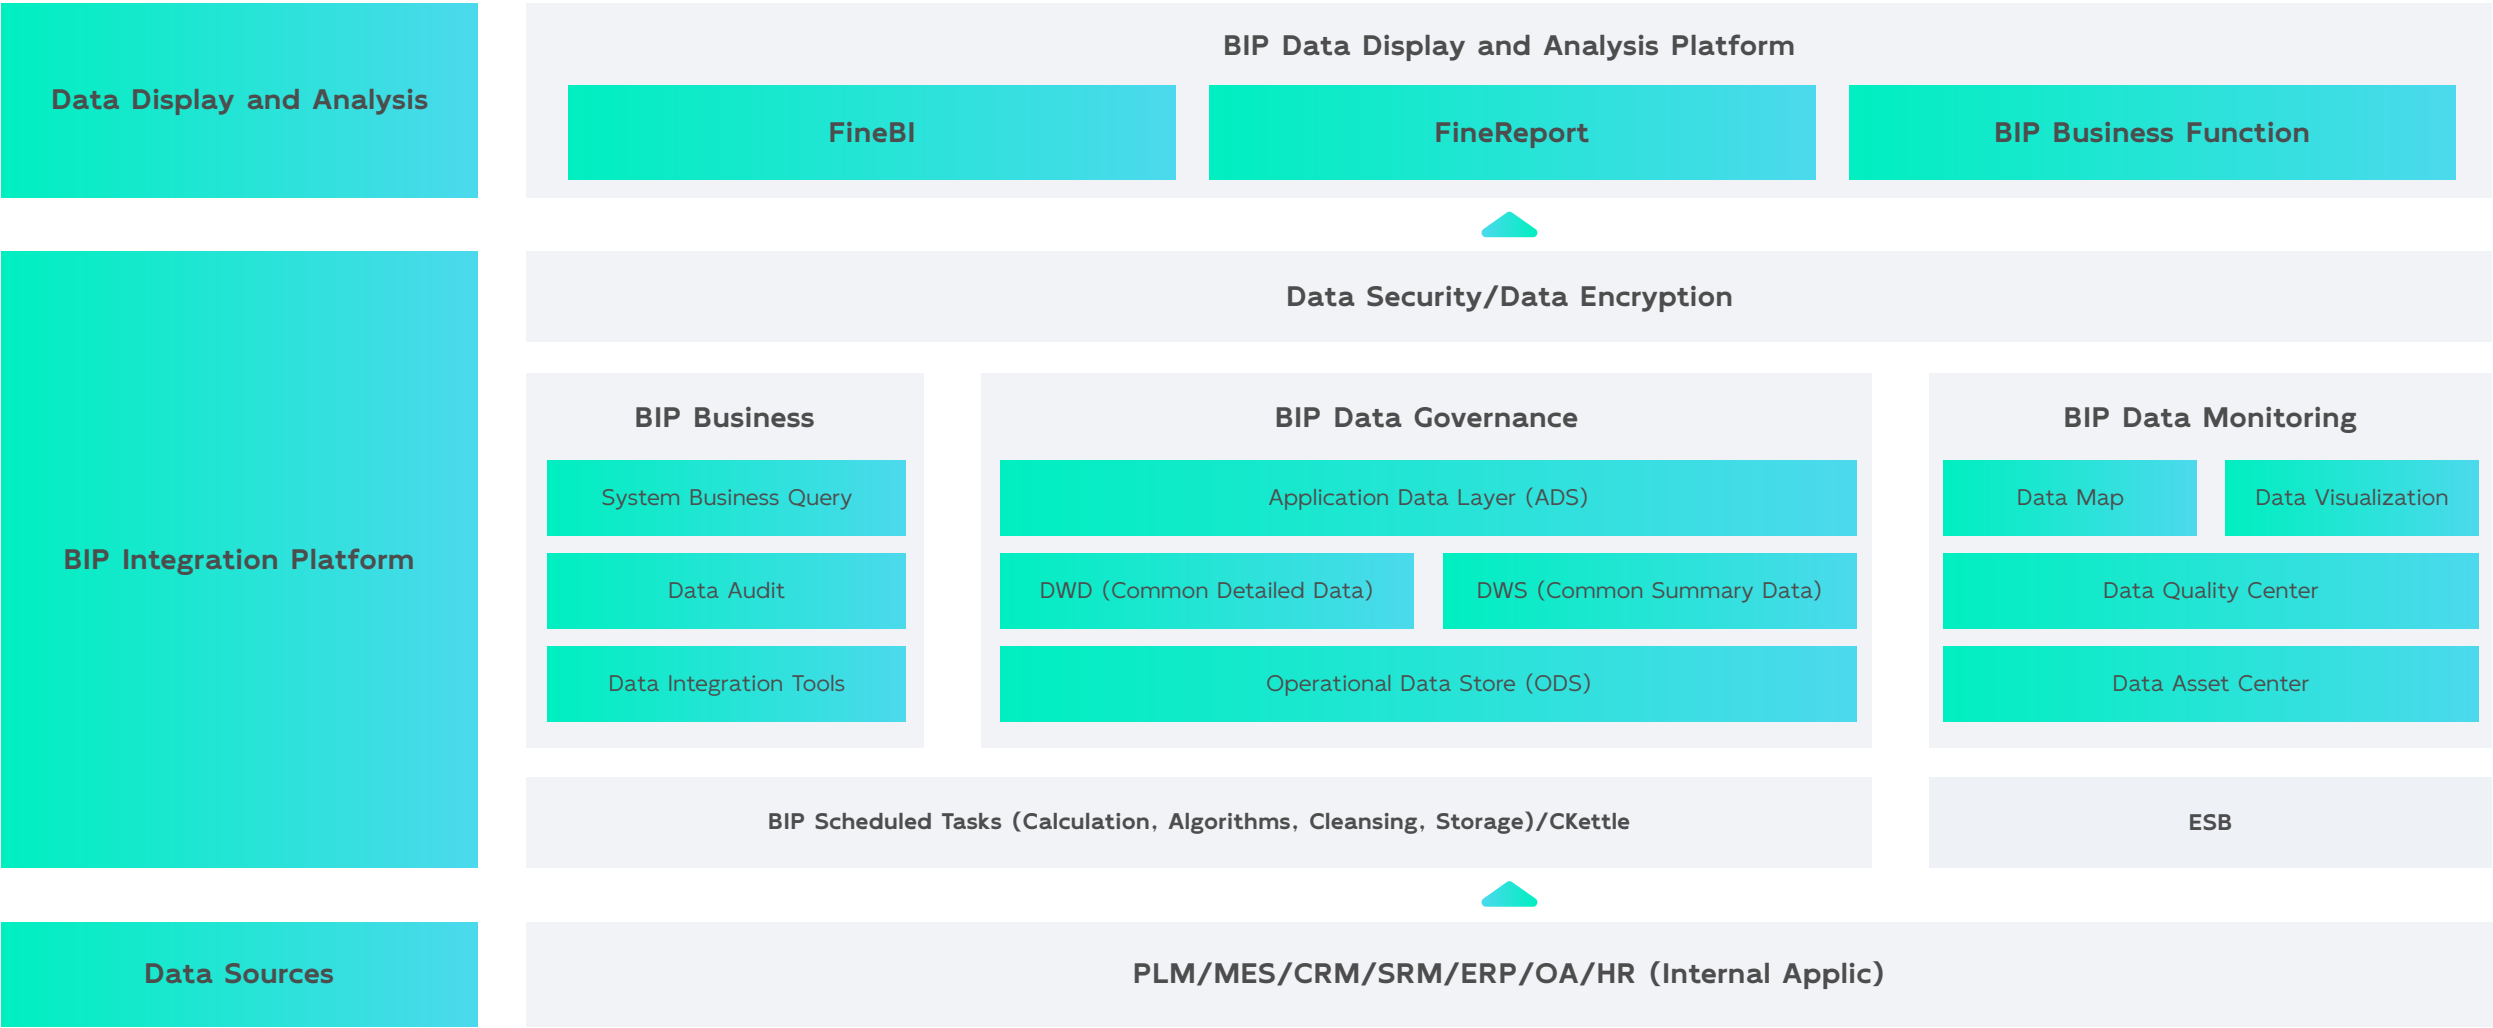 Data Display and Analysis
BIP Data Display and Analysis Platform
FineBI
FineReport
BIP Business Function
BIP Integration Platform
Data Security/Data Encryption
BIP Business
System Business Query
Data Audit
Data Integration Tools
BIP Data Governance
Application Data Layer (ADS)
DWD (Common Detailed Data)
DWS (Common Summary Data)
Operational Data Store (ODS)
BIP Data Monitoring
Data Map
Data Visualization
Data Quality Center
Data Asset Center
BIP Scheduled Tasks (Calculation, Algorithms, Cleansing, Storage)/CKettle
ESB
Data Sources
PLM/MES/CRM/SRM/ERP/OA/HR (Internal Applic)